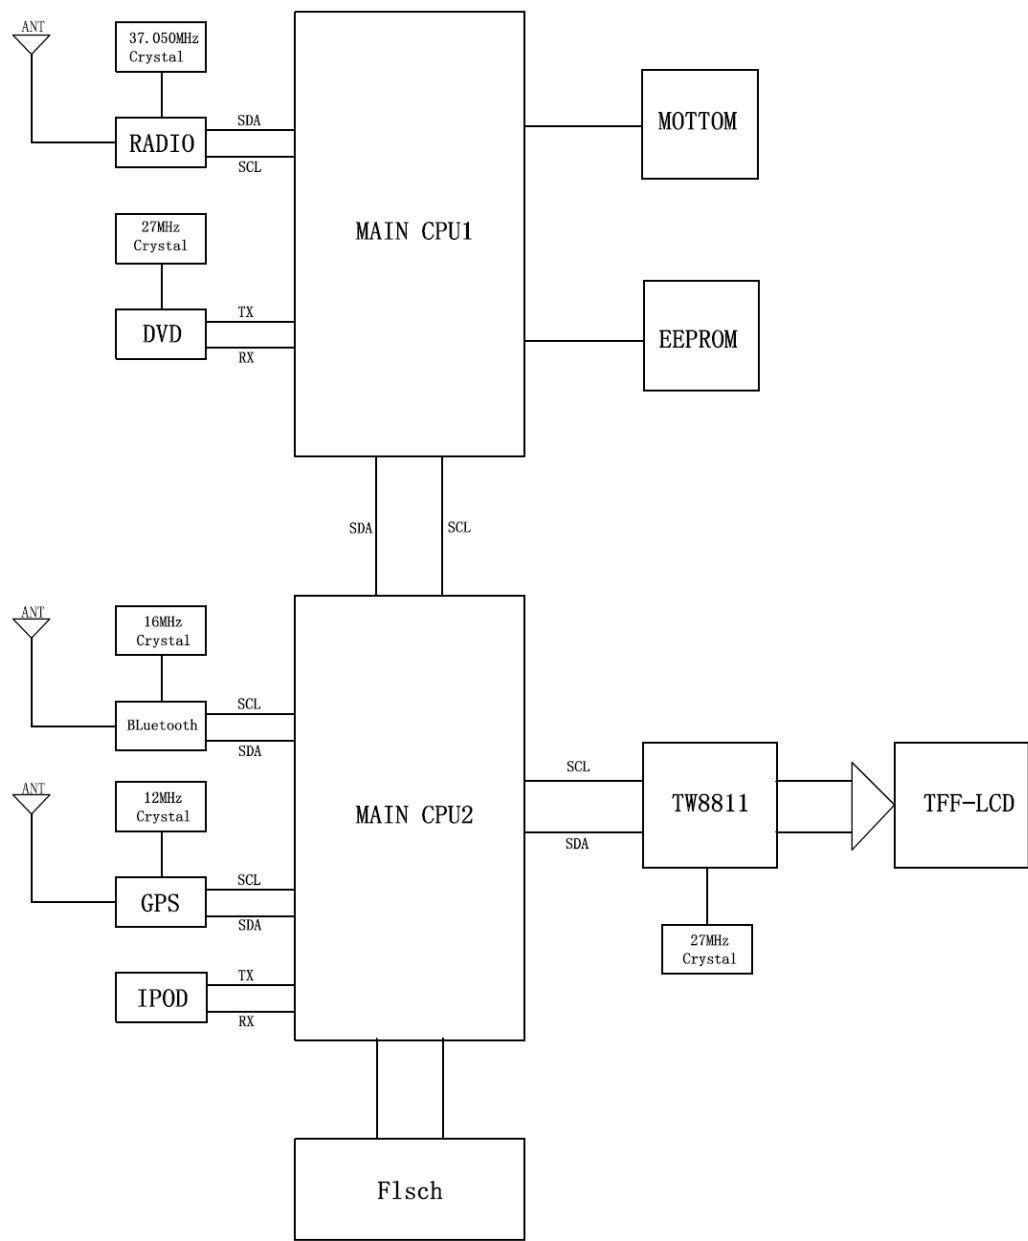 ANT
37.050MHz
Crystal
RADIO
SDA
SCL
27MHz
Crystal
DVD
TX
RX
MAIN CPU1
MOTTOM
EEPROM
SDA
SCL
ANT
16MHz
Crystal
BLuetooth
SCL
SDA
ANT
12MHz
Crystal
GPS
SCL
SDA
IPOD
TX
RX
MAIN CPU2
SCL
SDA
TW8811
TFF-LCD
27MHz
Crystal
Flsch